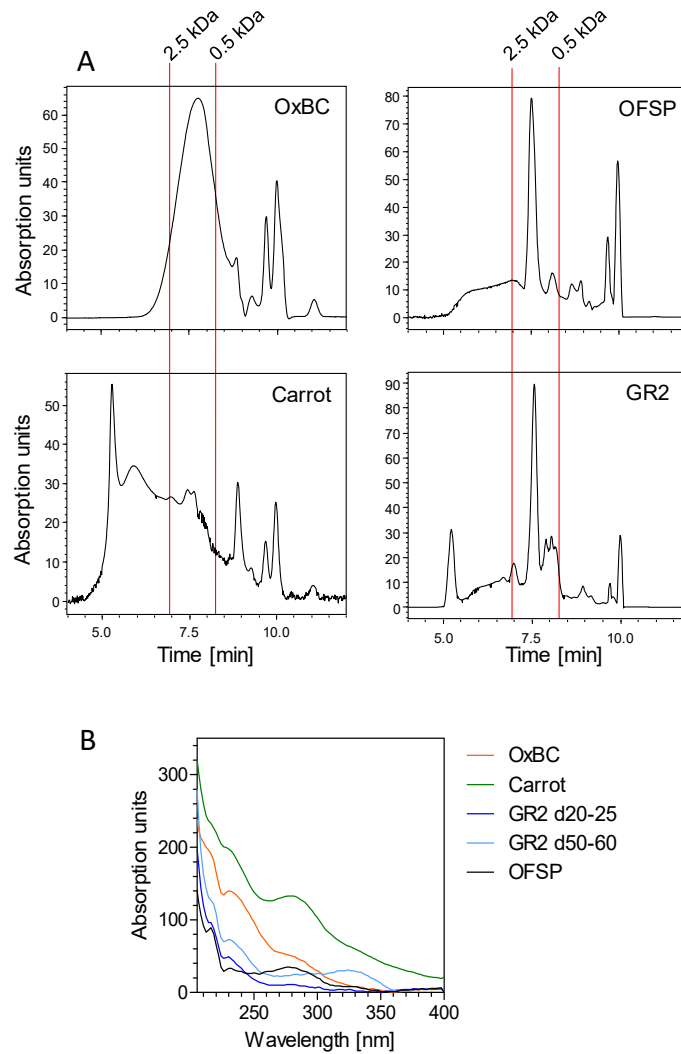 2.5 kDa 0.5 kDa 2.5 kDa 0.5 kDa
A
OxBC
Absorption units
60
50
40
30
20
10
0
OFSP
80
70
60
50
40
30
20
10
0
Carrot
Absorption units
50
40
30
20
10
0
5.0 7.5 10.0
Time [min]
GR2
90
80
70
60
50
40
30
20
10
0
5.0 7.5 10.0
Time [min]
B
Absorption units
300
200
100
0
250 300 350 400
Wavelength [nm]
OxBC
Carrot
GR2 d20-25
GR2 d50-60
OFSP